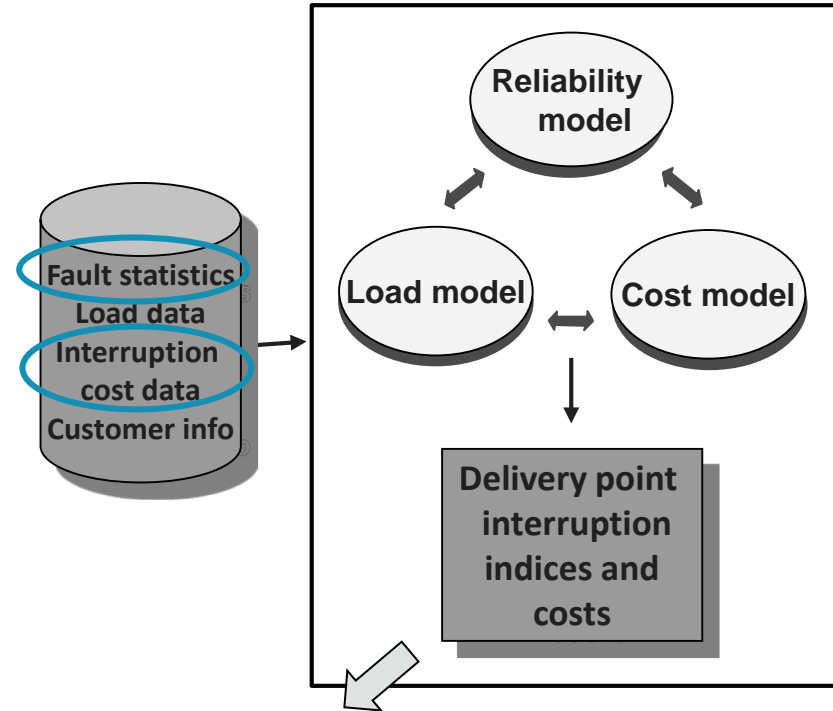 Reliability
model
Fault statistics
Load data
Interruption
cost data
Customer info
Load model
Cost model
Delivery point
interruption
indices and
costs